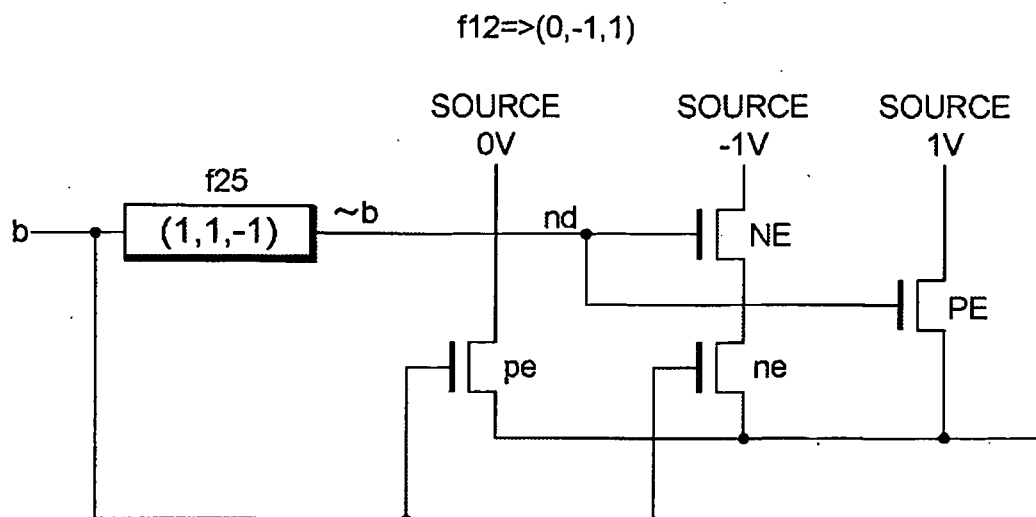 f12=>(0,-1,1)
SOURCE
0V
SOURCE
-1V
SOURCE
1V
f25
b
(1,1,-1)
~b
nd
NE
PE
pe
ne